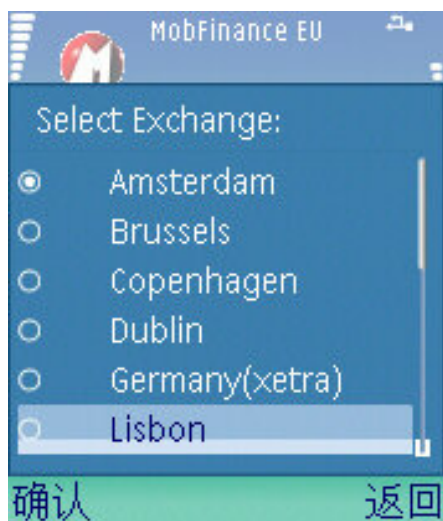 MobFinance EU
Select Exchange:
Amsterdam
Brussels
Copenhagen
Dublin
Germany(xetra)
Lisbon
确认 返回